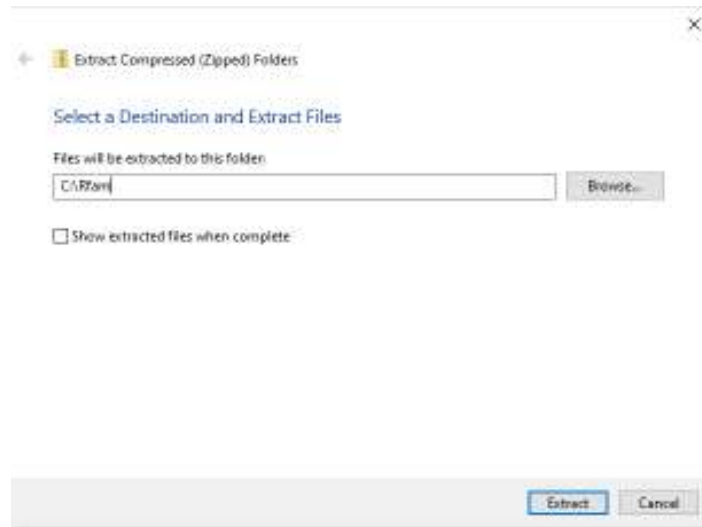 Extract Compressed (Zipped) Folders
Select a Destination and Extract Files
Files will be extracted to this folder:
C:\Rfam
Browse...
Show extracted files when complete
Extract
Cancel